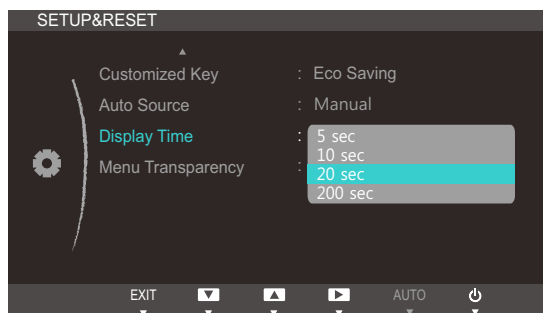 SETUP&RESET
Customized Key : Eco Saving
Auto Source : Manual
Display Time : 5 sec
10 sec
Menu Transparency : 20 sec
200 sec
EXIT AUTO